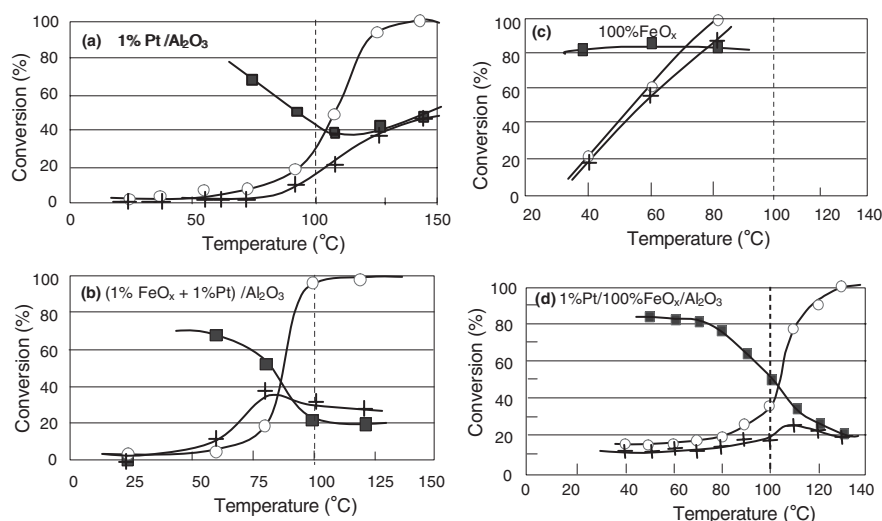 (a) 1% Pt/Al₂O₃
Conversion (%)
100
80
60
40
20
0
0 50 100 150
Temperature (°C)
(c) 100%FeOₓ
Conversion (%)
100
80
60
40
20
0
20 40 60 80 100 120 140
Temperature (°C)
(b) (1% FeOₓ + 1%Pt) /Al₂O₃
Conversion (%)
100
80
60
40
20
0
0 25 50 75 100 125 150
Temperature (°C)
(d) 1%Pt/100%FeOₓ/Al₂O₃
Conversion (%)
100
80
60
40
20
0
0 20 40 60 80 100 120 140
Temperature (°C)